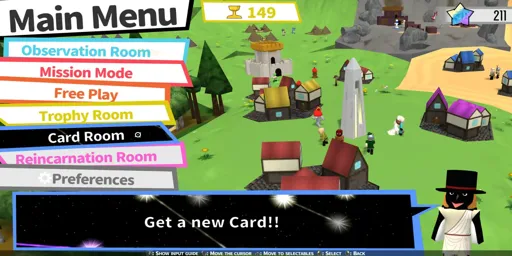 Main Menu
149
211
Observation Room
Mission Mode
Free Play
Trophy Room
Card Room
Reincarnation Room
Preferences
Get a new Card!!
: Show input guide : Move the cursor : Move to selectables : Select : Back